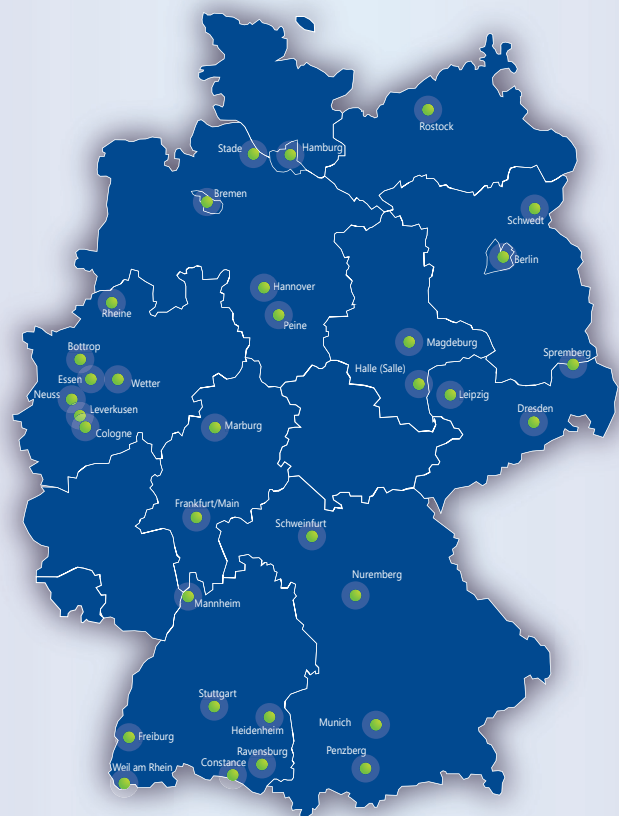 Rostock
Stade
Hamburg
Bremen
Schwedt
Berlin
Hannover
Rheine
Peine
Magdeburg
Bottrop
Spremberg
Halle (Salle)
Essen
Wetter
Neuss
Leipzig
Leverkusen
Dresden
Cologne
Marburg
Frankfurt/Main
Schweinfurt
Nuremberg
Mannheim
Stuttgart
Heidenheim
Munich
Freiburg
Ravensburg
Penzberg
Constance
Weil am Rhein